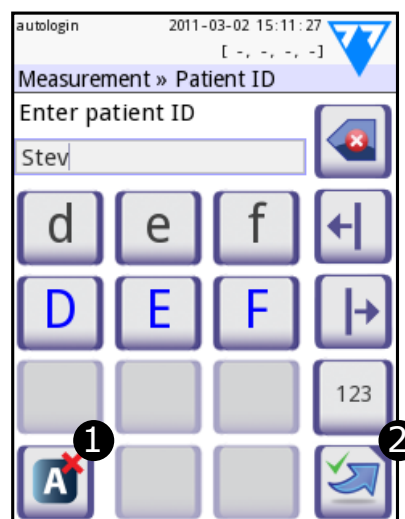 autologin 2011-03-02 15:11:27
[ -, -, -, -]
Measurement » Patient ID
Enter patient ID
Stev
d e f
D E F
123
1 2
A